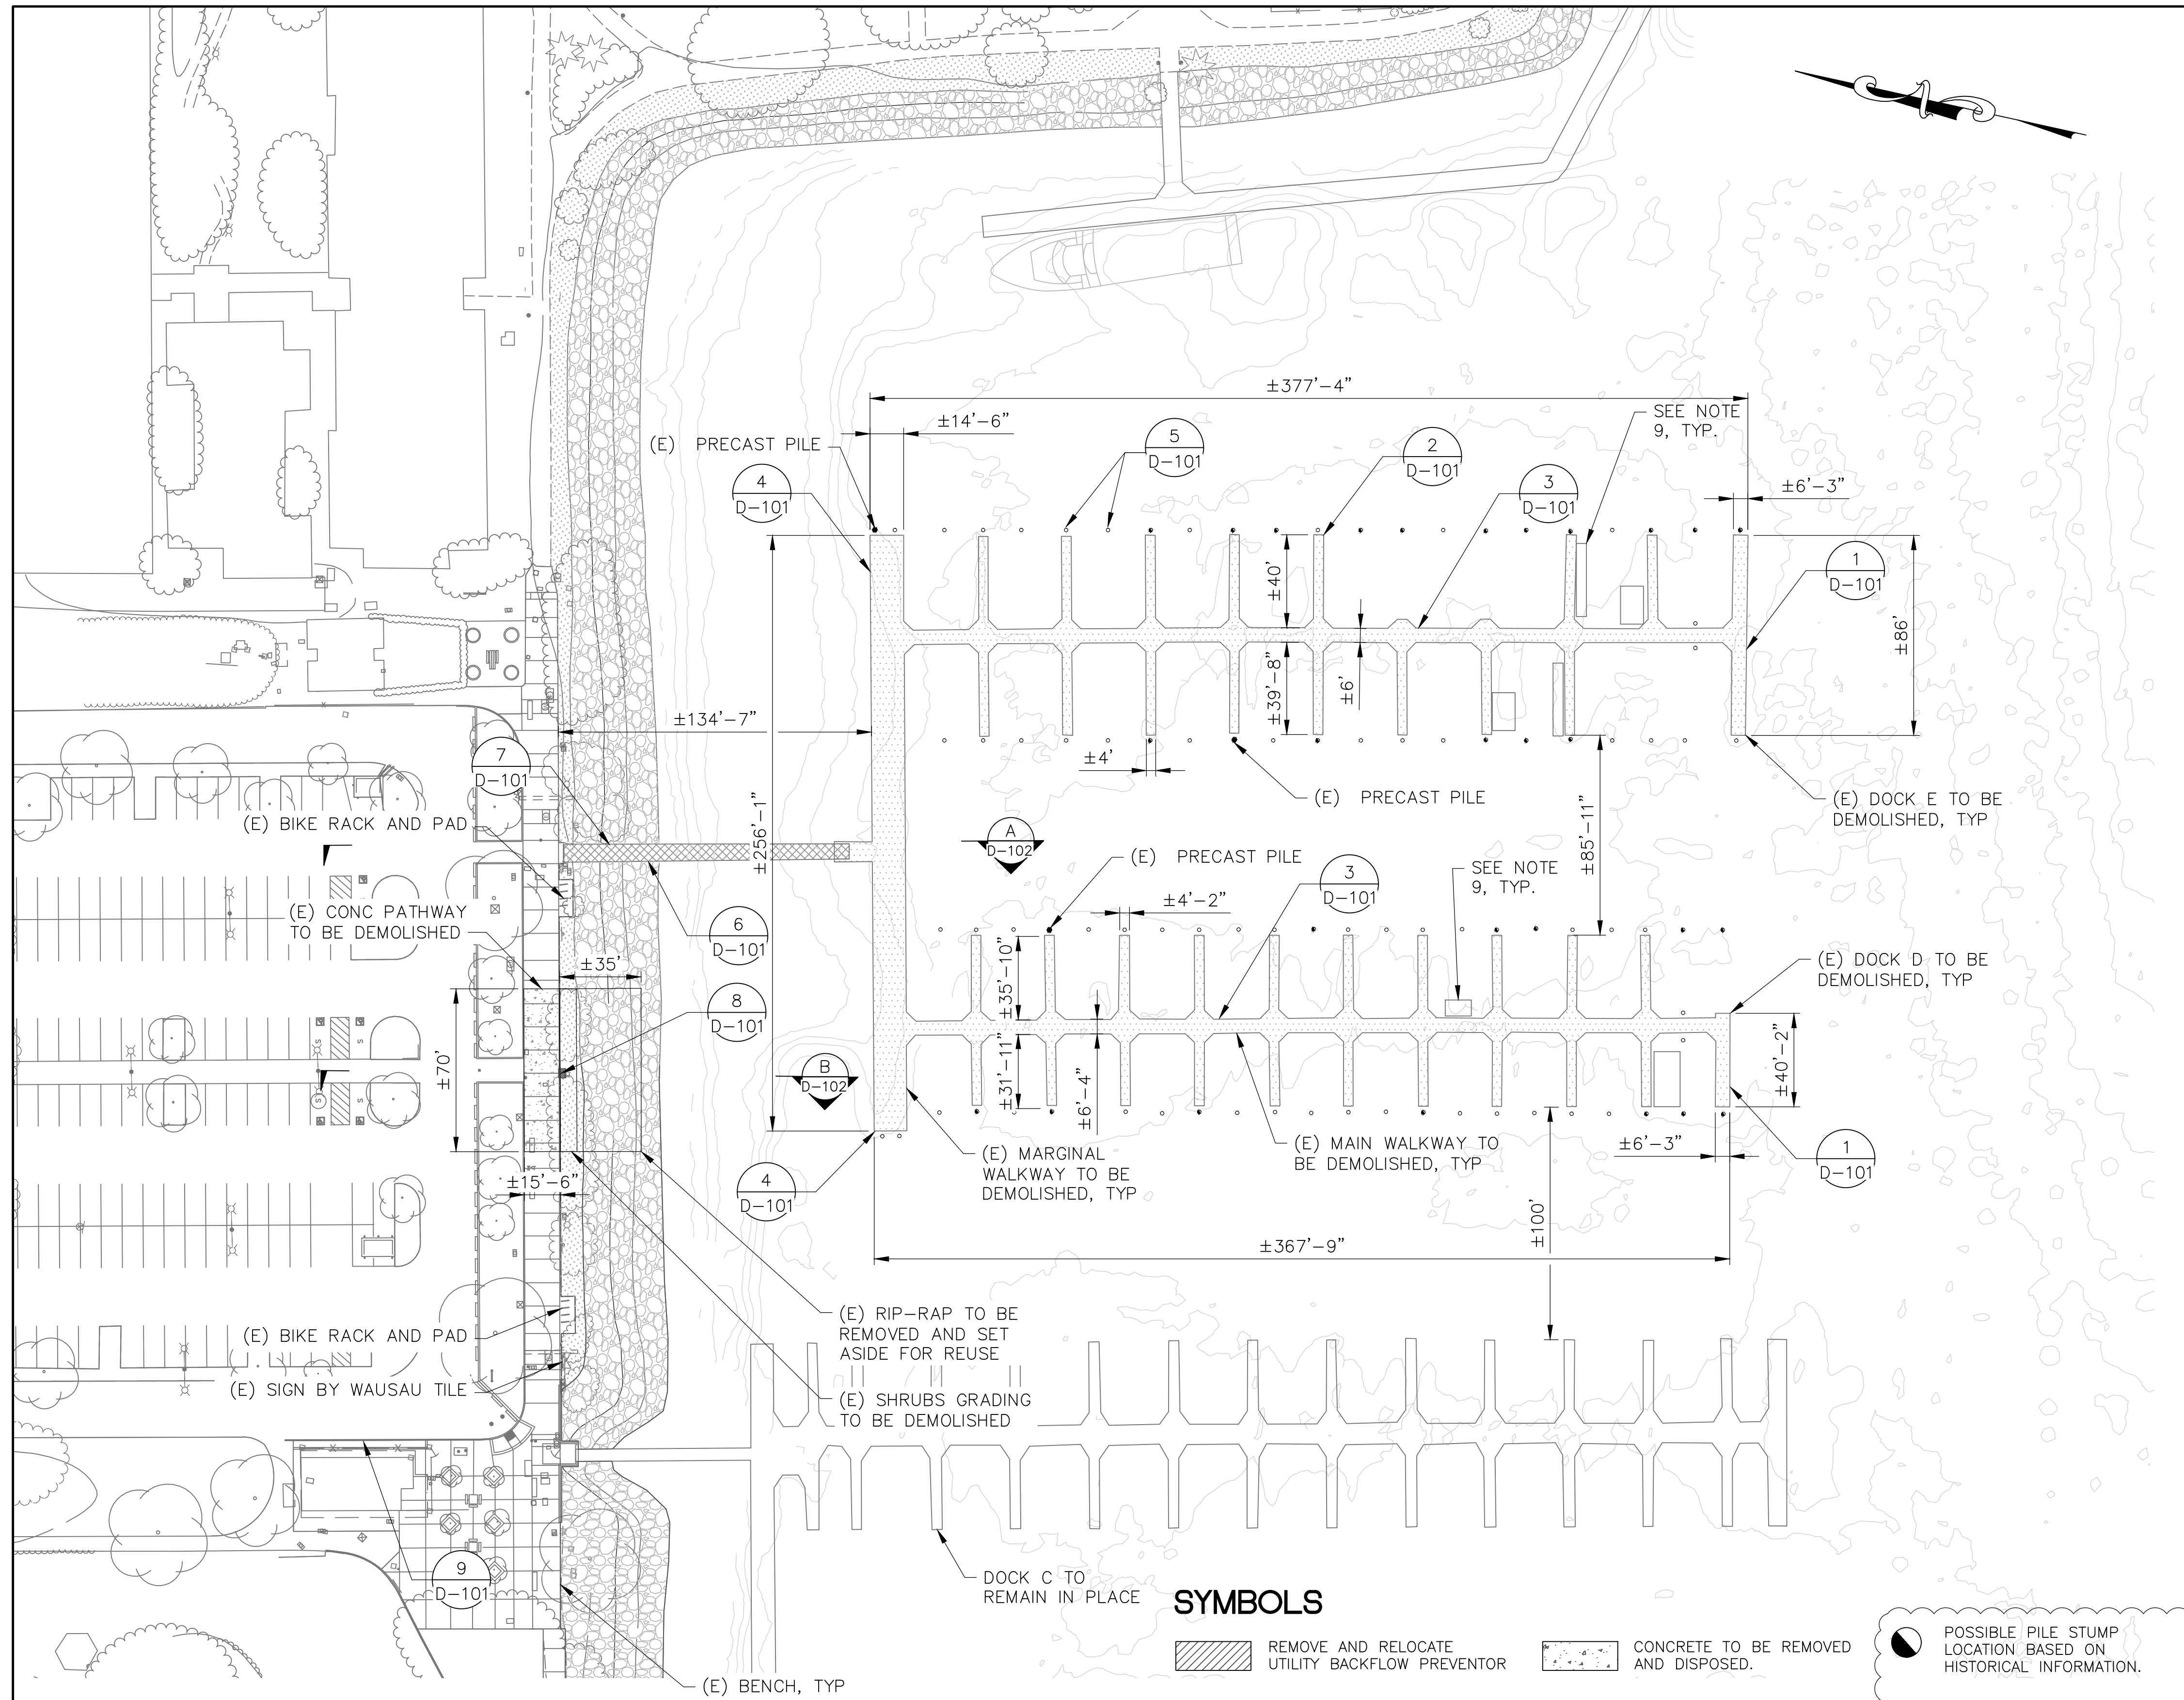 ±377'-4"
±14'-6"
(E) PRECAST PILE
4
D-101
5
D-101
2
D-101
3
D-101
SEE NOTE
9, TYP.
±6'-3"
1
D-101
±40'
±86'
±39'-8"
±6'
±134'-7"
7
D-101
±4'
(E) PRECAST PILE
(E) DOCK E TO BE
DEMOLISHED, TYP
(E) BIKE RACK AND PAD
±256'-1"
A
D-102
±85'-11"
(E) PRECAST PILE
3
D-101
SEE NOTE
9, TYP.
±4'-2"
(E) CONC PATHWAY
TO BE DEMOLISHED
6
D-101
±35'
(E) DOCK D TO BE
DEMOLISHED, TYP
±35'-10"
8
D-101
±70'
S
S
S
S
B
D-102
±31'-11"
±6'-4"
±40'-2"
(E) MARGINAL
WALKWAY TO BE
DEMOLISHED, TYP
(E) MAIN WALKWAY TO
BE DEMOLISHED, TYP
±6'-3"
1
D-101
±15'-6"
4
D-101
±100'
±367'-9"
(E) RIP-RAP TO BE
REMOVED AND SET
ASIDE FOR REUSE
(E) BIKE RACK AND PAD
(E) SIGN BY WAUSAU TILE
(E) SHRUBS GRADING
TO BE DEMOLISHED
9
D-101
DOCK C TO
REMAIN IN PLACE
(E) BENCH, TYP
SYMBOLS
REMOVE AND RELOCATE
UTILITY BACKFLOW PREVENTOR
CONCRETE TO BE REMOVED
AND DISPOSED.
POSSIBLE PILE STUMP
LOCATION BASED ON
HISTORICAL INFORMATION.